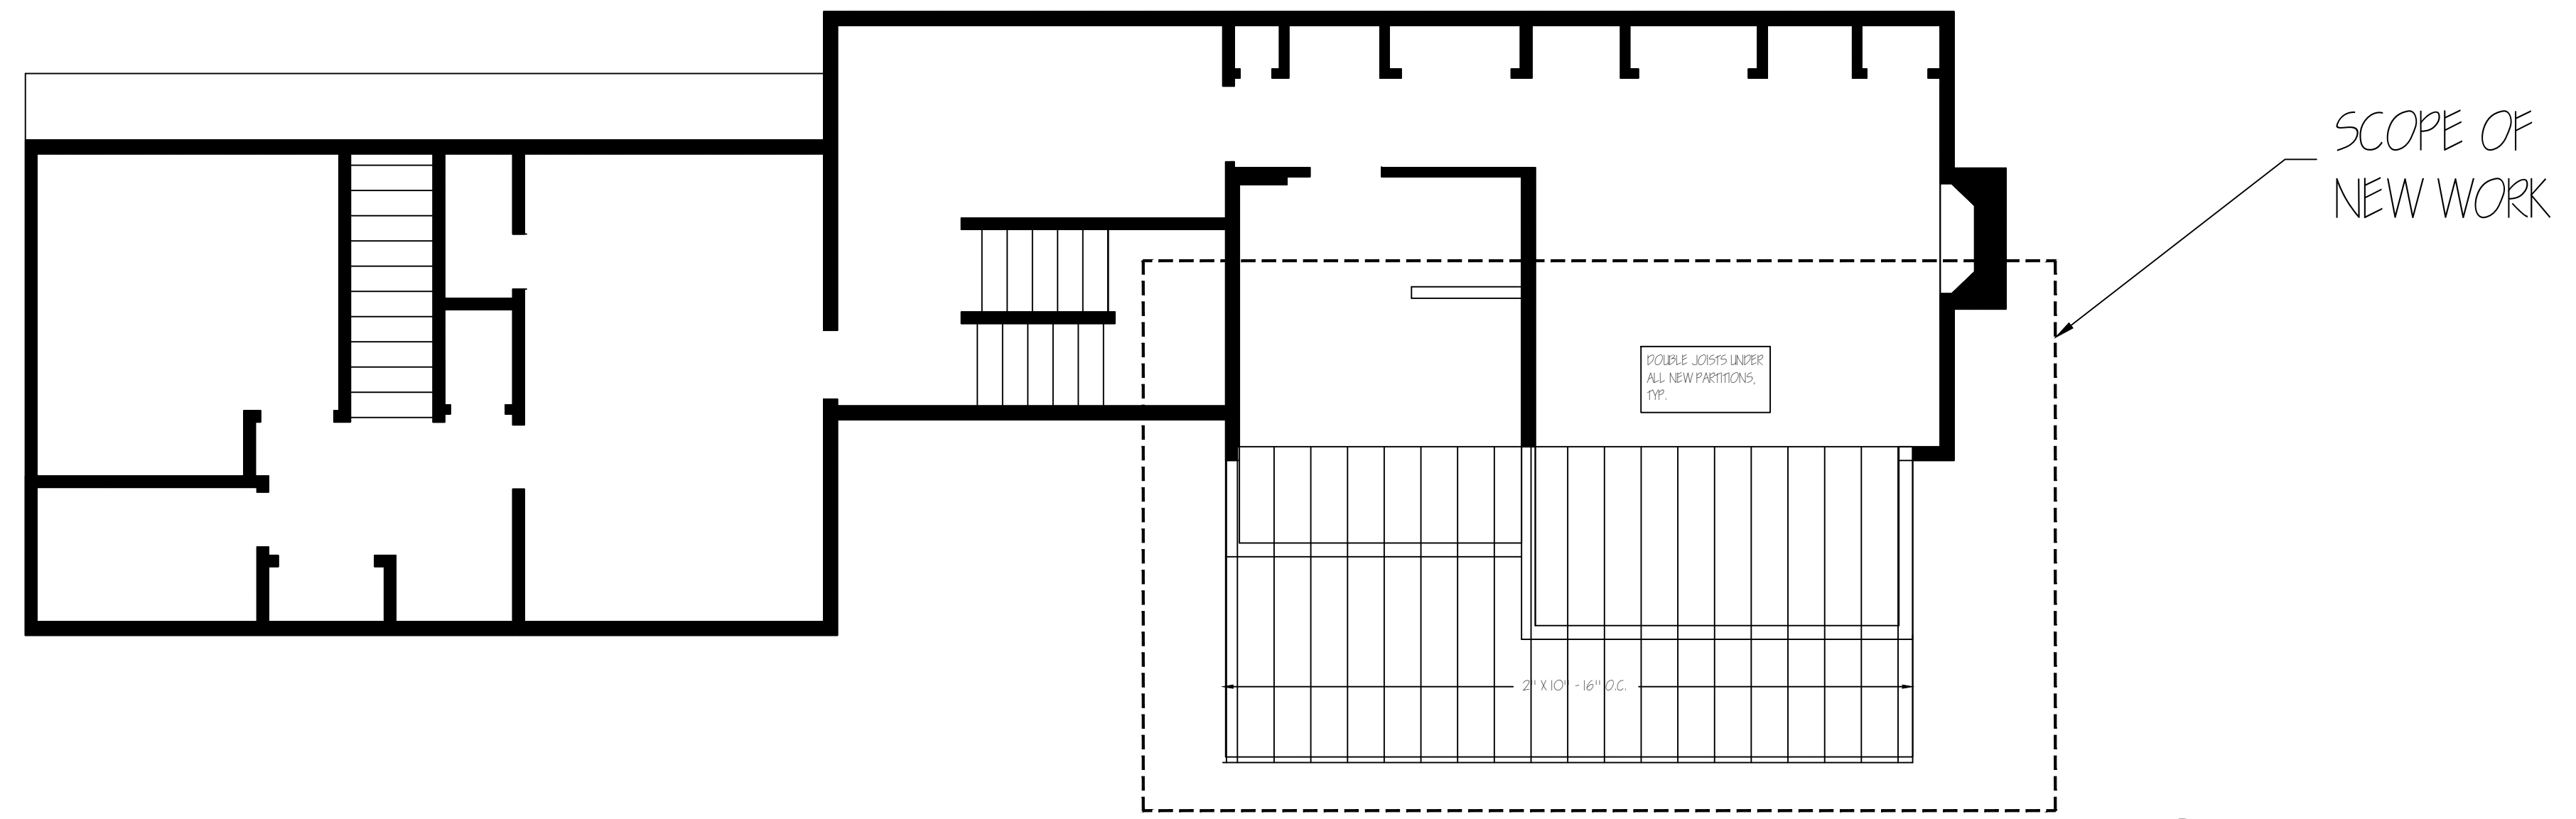 SCOPE OF
NEW WORK
DOUBLE JOISTS UNDER
ALL NEW PARTITIONS,
TYP.
2" X 10" - 16" O.C.